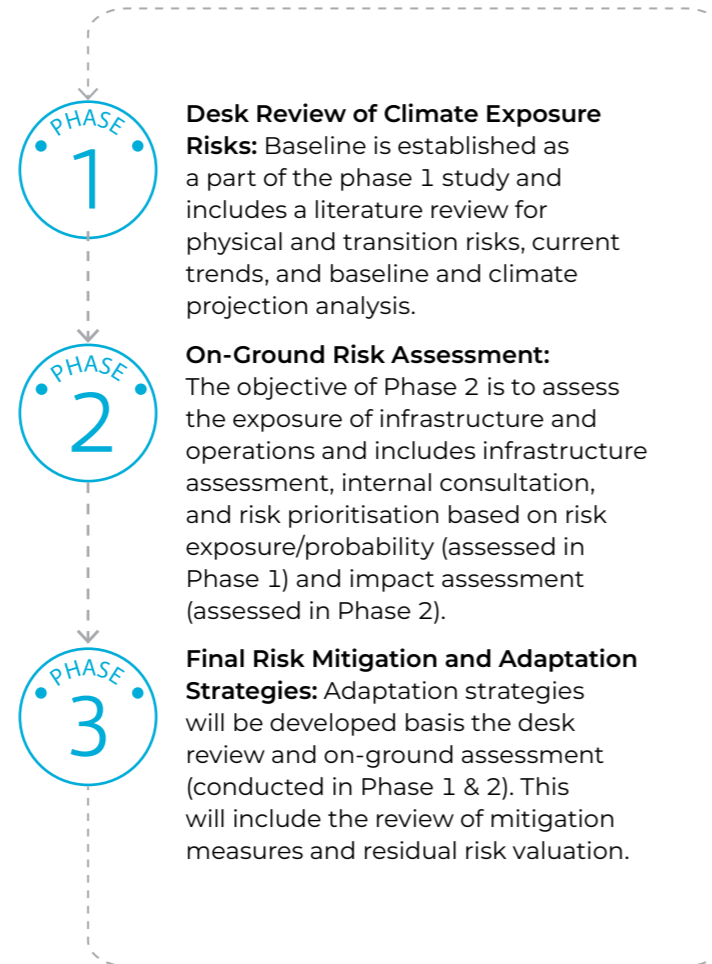 PHASE
1
Desk Review of Climate Exposure
Risks: Baseline is established as
a part of the phase 1 study and
includes a literature review for
physical and transition risks, current
trends, and baseline and climate
projection analysis.
PHASE
2
On-Ground Risk Assessment:
The objective of Phase 2 is to assess
the exposure of infrastructure and
operations and includes infrastructure
assessment, internal consultation,
and risk prioritisation based on risk
exposure/probability (assessed in
Phase 1) and impact assessment
(assessed in Phase 2).
PHASE
3
Final Risk Mitigation and Adaptation
Strategies: Adaptation strategies
will be developed basis the desk
review and on-ground assessment
(conducted in Phase 1 & 2). This
will include the review of mitigation
measures and residual risk valuation.